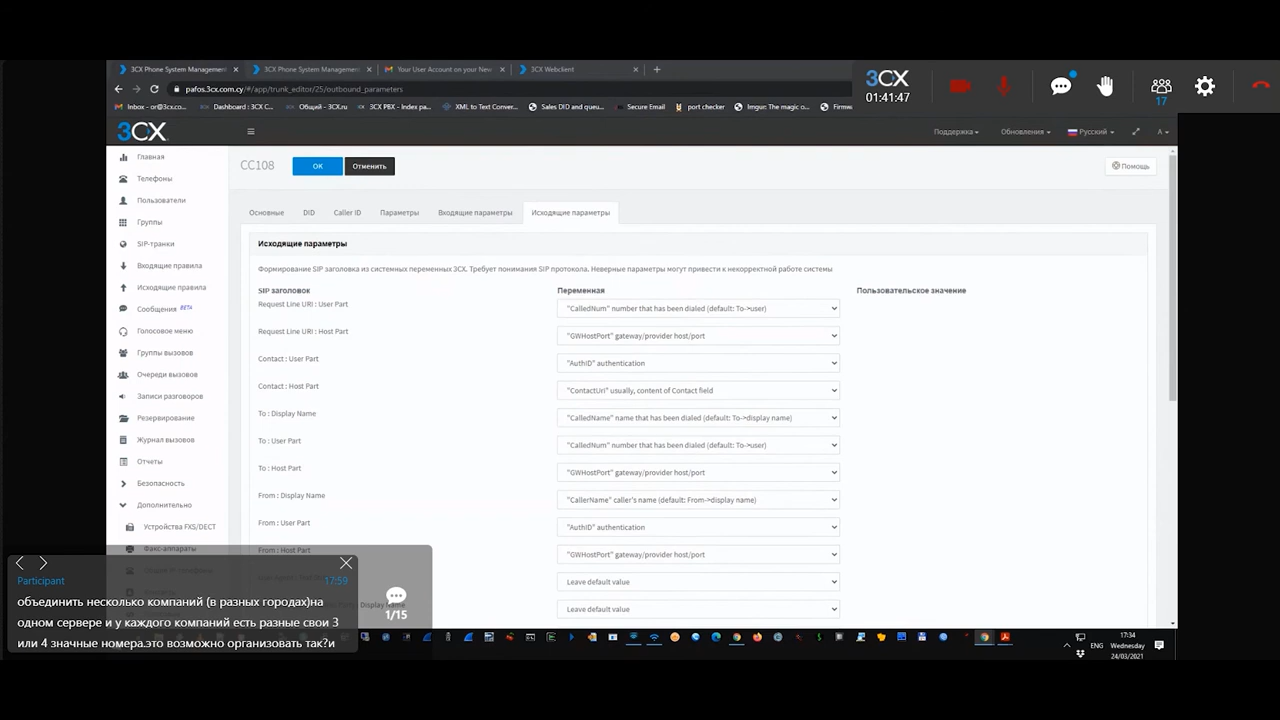 3CX Phone System Management
3CX Phone System Management
Your User Account on your New
3CX Webclient
pafos.3cx.com.cy/#/app/trunk_editor/25/outbound_parameters
Inbox - or@3cx.co...
Dashboard : 3CX C...
Общий - 3CX.ru
3CX PBX - Index pa...
XML to Text Conver...
Sales DID and queu...
Secure Email
port checker
Imgur: The magic o...
Firmw
3CX
01:41:47
17
3CX
Поддержка
Обновления
Русский
A
CC108
ОК
Отменить
Помощь
Главная
Телефоны
Пользователи
Группы
SIP-транки
Входящие правила
Исходящие правила
Сообщения BETA
Голосовое меню
Группы вызовов
Очереди вызовов
Записи разговоров
Резервирование
Журнал вызовов
Отчеты
Безопасность
Дополнительно
Устройства FXS/DECT
Факс-аппараты
Основные
DID
Caller ID
Параметры
Входящие параметры
Исходящие параметры
Исходящие параметры
Формирование SIP заголовка из системных переменных 3CX. Требует понимания SIP протокола. Неверные параметры могут привести к некорректной работе системы
SIP заголовок
Переменная
Пользовательское значение
Request Line URI : User Part
"CalledNum" number that has been dialed (default: To->user)
Request Line URI : Host Part
"GWHostPort" gateway/provider host/port
Contact : User Part
"AuthID" authentication
Contact : Host Part
"ContactUri" usually, content of Contact field
To : Display Name
"CalledName" name that has been dialed (default: To->display name)
To : User Part
"CalledNum" number that has been dialed (default: To->user)
To : Host Part
"GWHostPort" gateway/provider host/port
From : Display Name
"CallerName" caller's name (default: From->display name)
From : User Part
"AuthID" authentication
From : Host Part
"GWHostPort" gateway/provider host/port
Leave default value
Display Name
Leave default value
Participant
17:59
объединить несколько компаний (в разных городах)на
одном сервере и у каждого компаний есть разные свои 3
или 4 значные номера.это возможно организовать так?и
1/15
ENG
17:34
Wednesday
24/03/2021